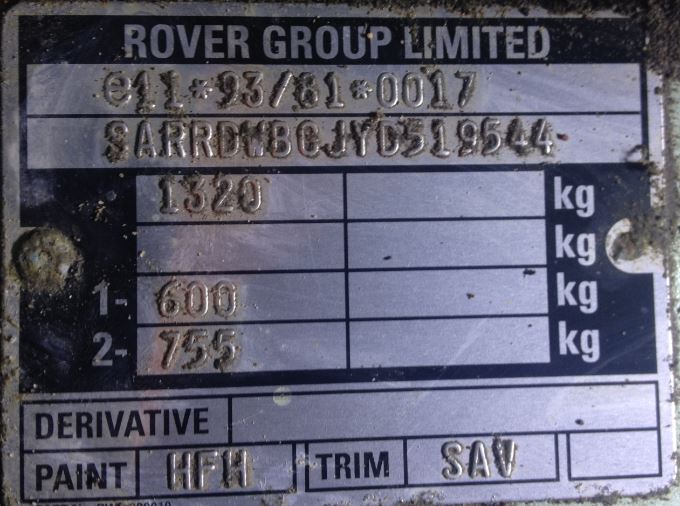 ROVER GROUP LIMITED
e11*93/81*0017
SARRDWBGJYD519544
1320 kg
kg
1- 600 kg
2- 755 kg
DERIVATIVE
PAINT HFH TRIM SAV